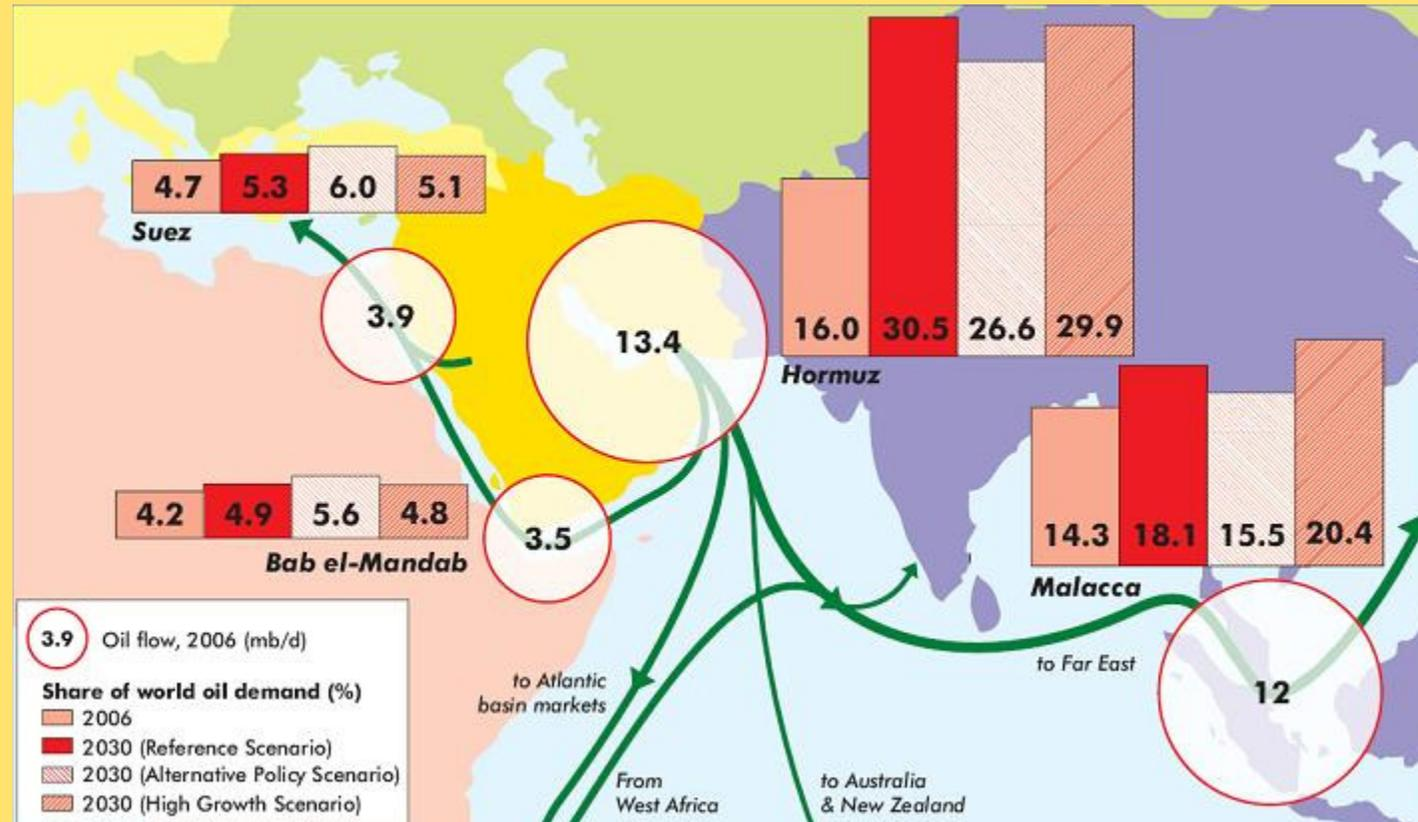 4.7 5.3 6.0 5.1
Suez
3.9
13.4
16.0 30.5 26.6 29.9
Hormuz
14.3 18.1 15.5 20.4
Malacca
4.2 4.9 5.6 4.8
Bab el-Mandab
3.5
12
to Far East
to Atlantic
basin markets
From
West Africa
to Australia
& New Zealand
3.9 Oil flow, 2006 (mb/d)
Share of world oil demand (%)
2006
2030 (Reference Scenario)
2030 (Alternative Policy Scenario)
2030 (High Growth Scenario)